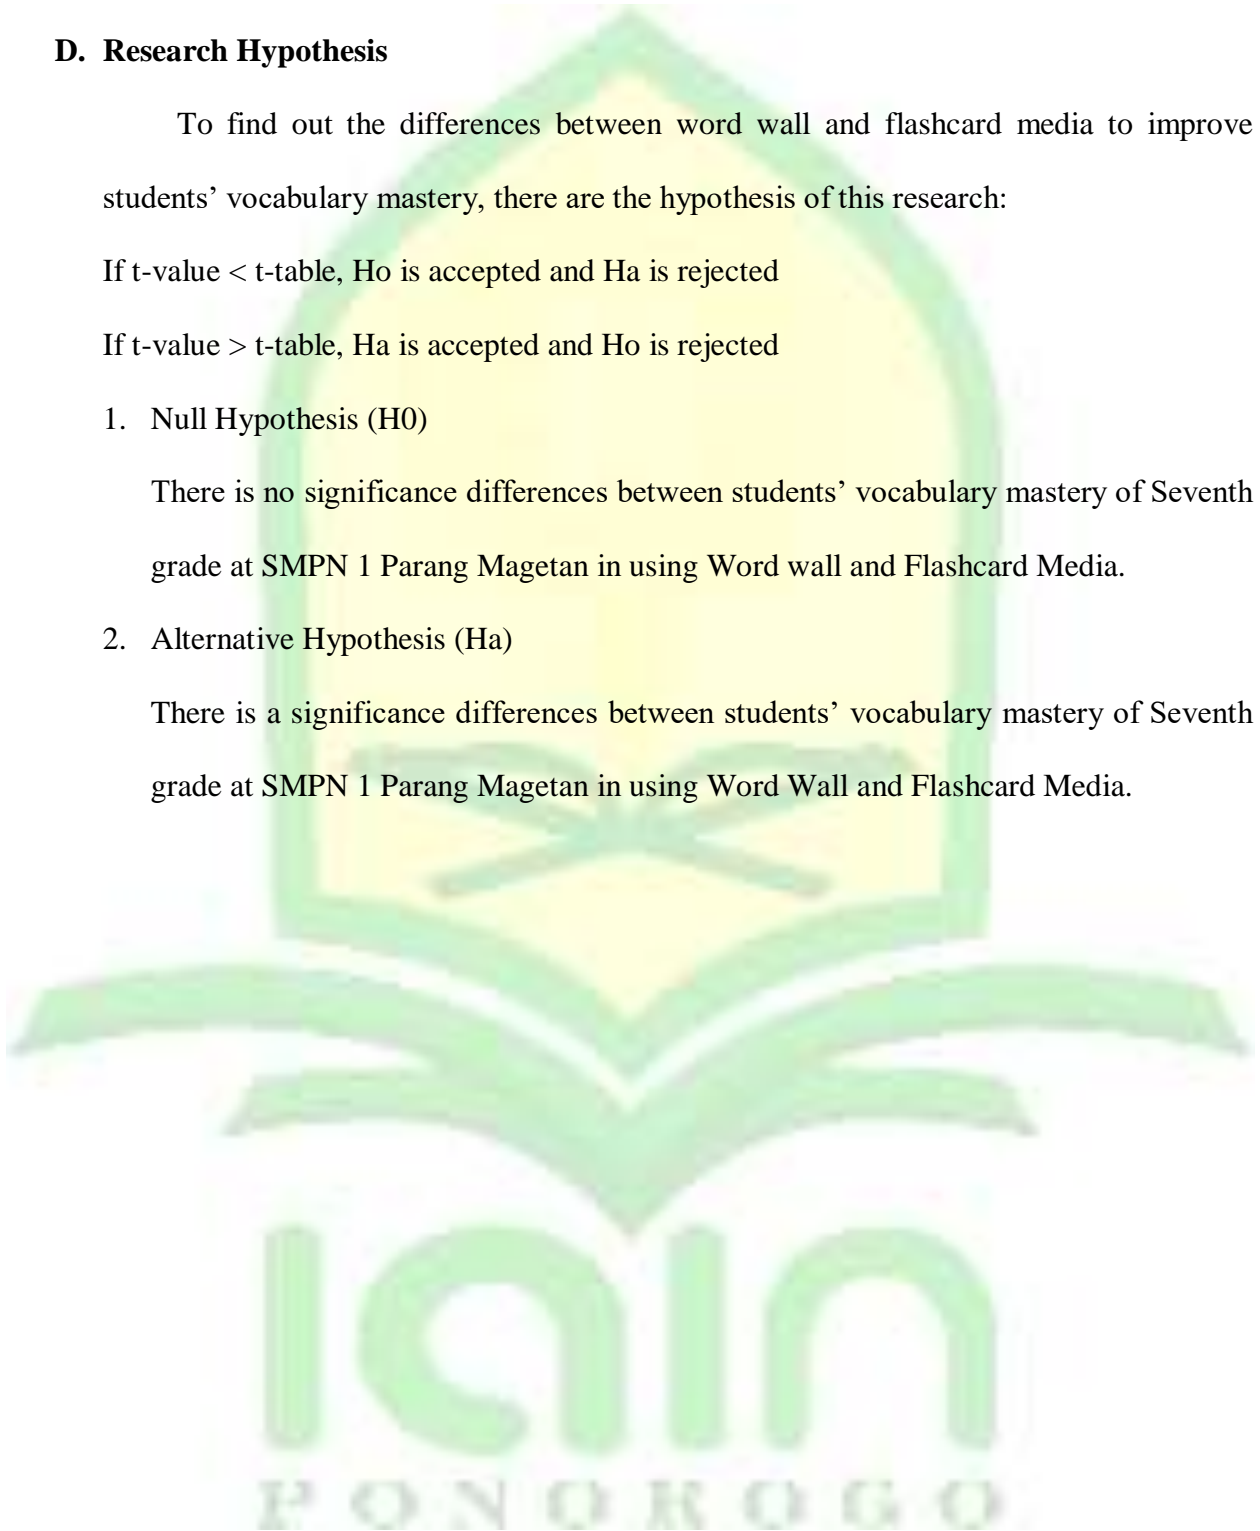 D. Research Hypothesis
To find out the differences between word wall and flashcard media to improve
students’ vocabulary mastery, there are the hypothesis of this research:
If t-value < t-table, Ho is accepted and Ha is rejected
If t-value > t-table, Ha is accepted and Ho is rejected
1. Null Hypothesis (H0)
There is no significance differences between students’ vocabulary mastery of Seventh
grade at SMPN 1 Parang Magetan in using Word wall and Flashcard Media.
2. Alternative Hypothesis (Ha)
There is a significance differences between students’ vocabulary mastery of Seventh
grade at SMPN 1 Parang Magetan in using Word Wall and Flashcard Media.
iain
PONOROGO